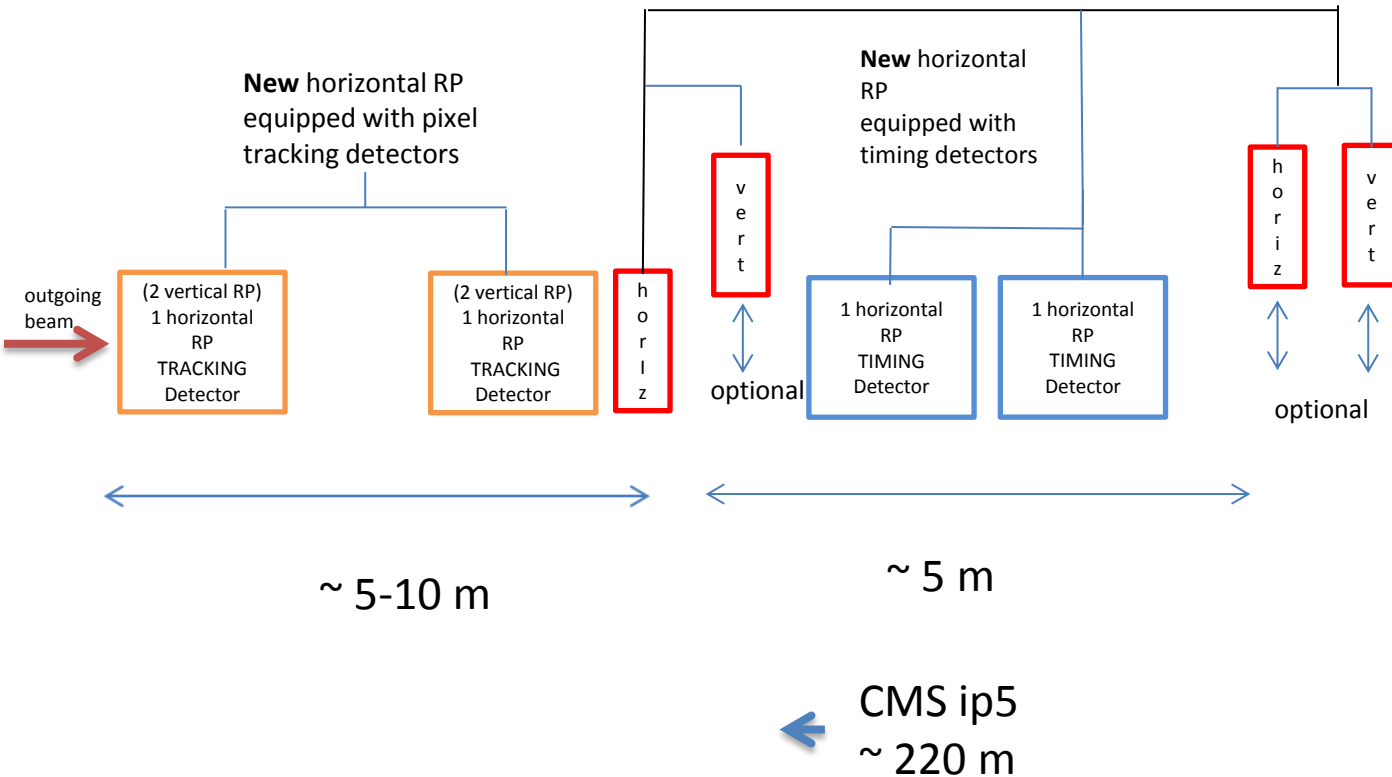 New horizontal RP
equipped with pixel
tracking detectors
New horizontal
RP
equipped with
timing detectors
outgoing
beam
(2 vertical RP)
1 horizontal
RP
TRACKING
Detector
(2 vertical RP)
1 horizontal
RP
TRACKING
Detector
h
o
r
I
z
v
e
r
t
optional
1 horizontal
RP
TIMING
Detector
1 horizontal
RP
TIMING
Detector
h
o
r
i
z
v
e
r
t
optional
~ 5-10 m
~ 5 m
CMS ip5
~ 220 m